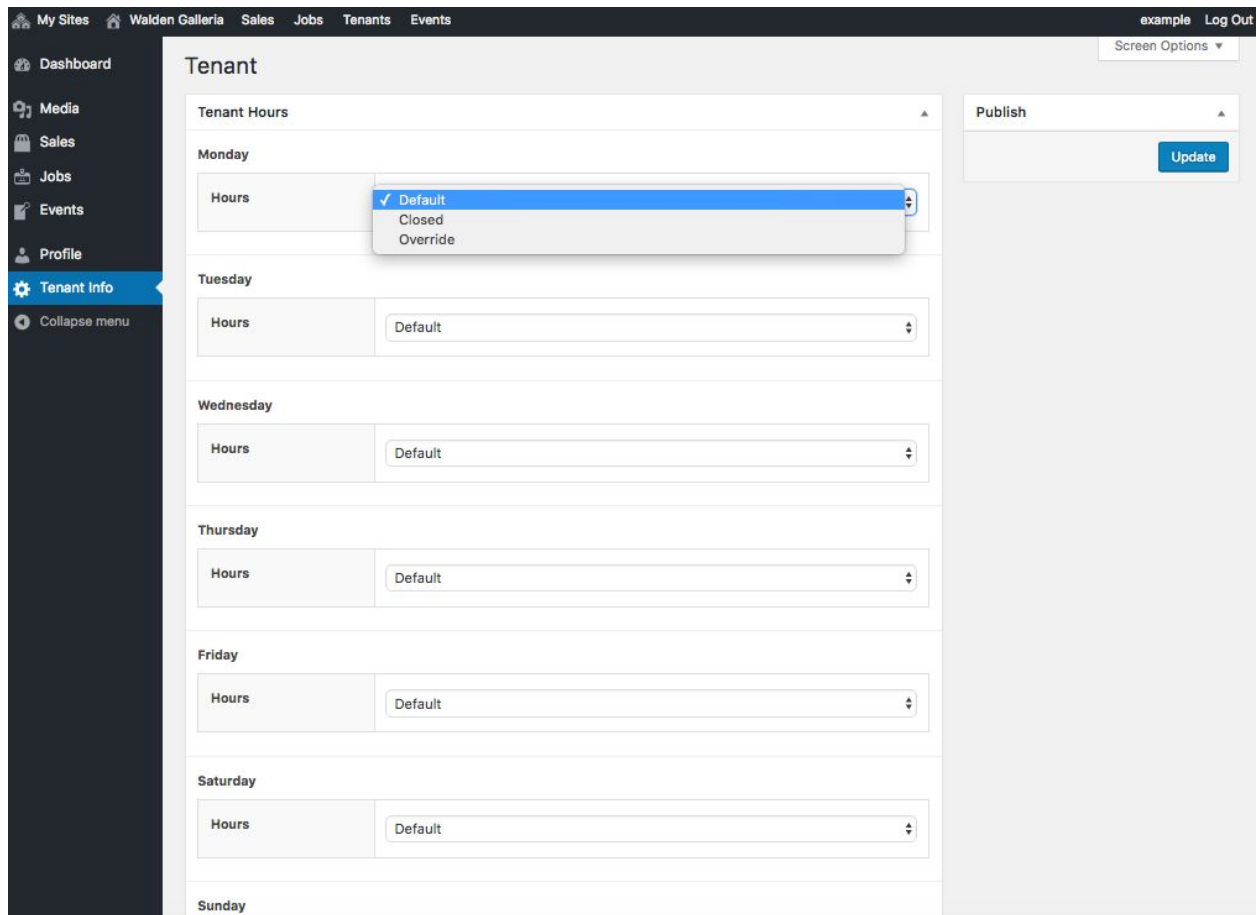 My Sites Walden Galleria Sales Jobs Tenants Events example Log Out
Screen Options
Dashboard
Media
Sales
Jobs
Events
Profile
Tenant Info
Collapse menu
Tenant
Tenant Hours
Monday
Hours
Default
Closed
Override
Tuesday
Hours Default
Wednesday
Hours Default
Thursday
Hours Default
Friday
Hours Default
Saturday
Hours Default
Sunday
Publish
Update